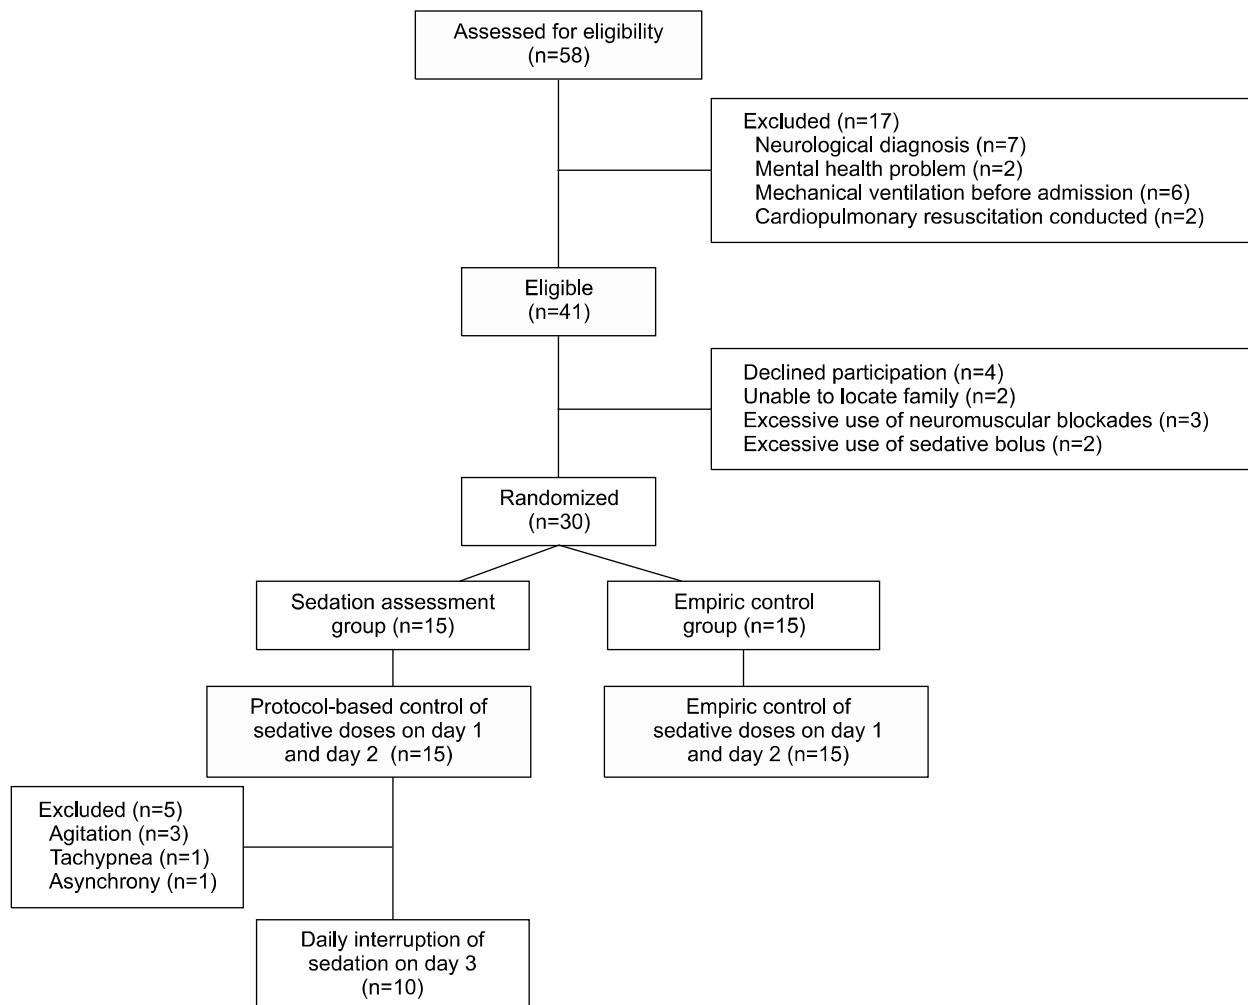 Assessed for eligibility
(n=58)
Excluded (n=17)
Neurological diagnosis (n=7)
Mental health problem (n=2)
Mechanical ventilation before admission (n=6)
Cardiopulmonary resuscitation conducted (n=2)
Eligible
(n=41)
Declined participation (n=4)
Unable to locate family (n=2)
Excessive use of neuromuscular blockades (n=3)
Excessive use of sedative bolus (n=2)
Randomized
(n=30)
Sedation assessment
group (n=15)
Empiric control
group (n=15)
Protocol-based control of
sedative doses on day 1
and day 2 (n=15)
Empiric control of
sedative doses on day 1
and day 2 (n=15)
Excluded (n=5)
Agitation (n=3)
Tachypnea (n=1)
Asynchrony (n=1)
Daily interruption of
sedation on day 3
(n=10)